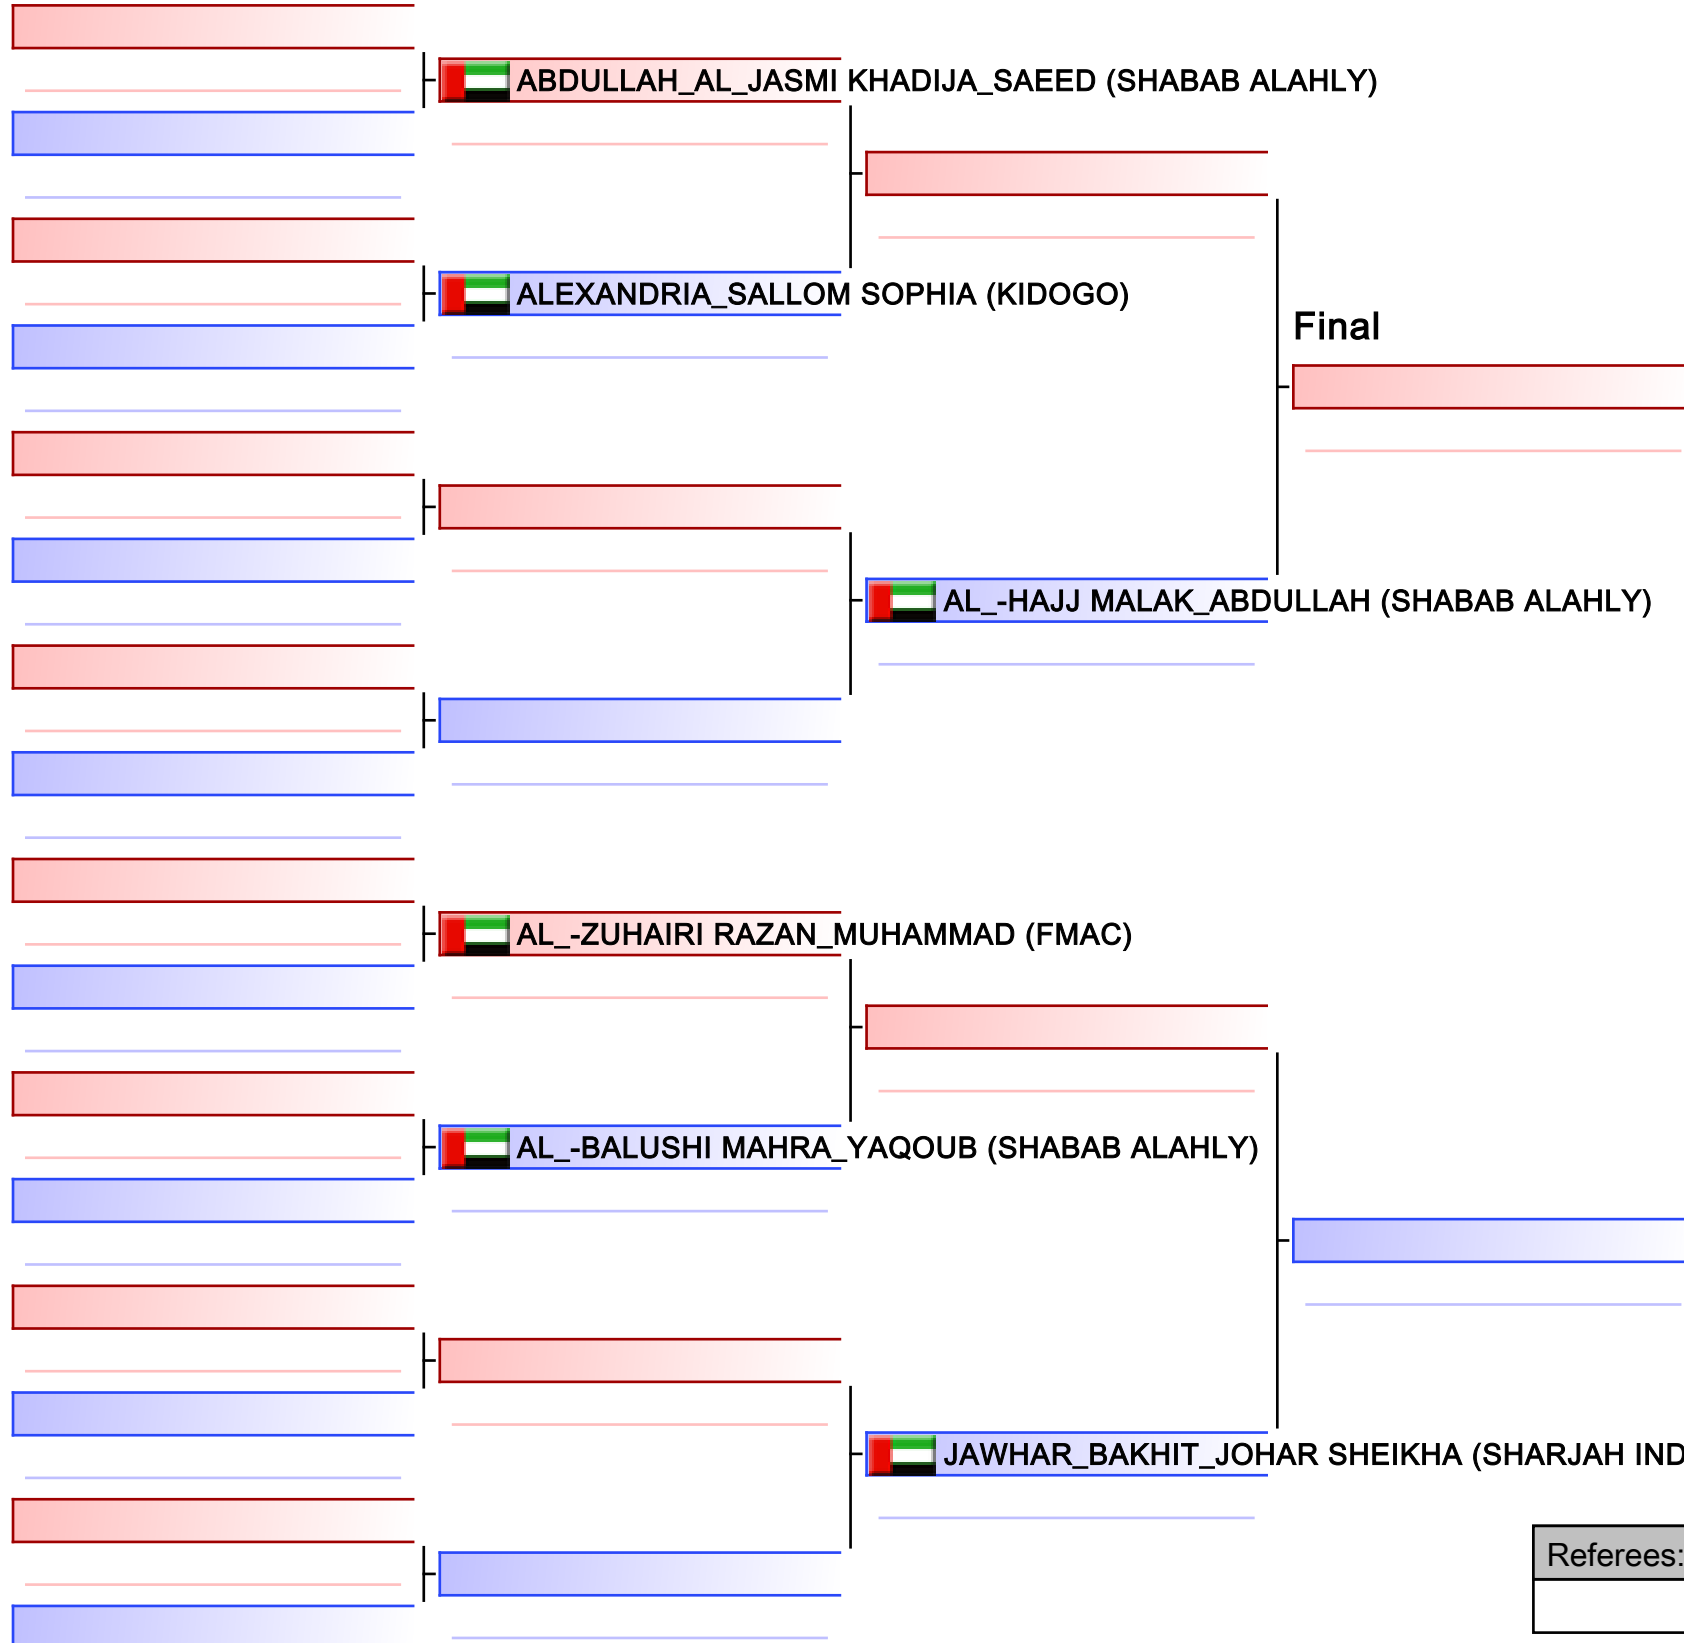 ABDULLAH_AL_JASMI KHADIJA_SAEED (SHABAB ALAHLY)
ALEXANDRIA_SALLOM SOPHIA (KIDOGO)
Final
AL_-HAJJ MALAK_ABDULLAH (SHABAB ALAHLY)
AL_-ZUHAIRI RAZAN_MUHAMMAD (FMAC)
AL_-BALUSHI MAHRA_YAQOUB (SHABAB ALAHLY)
JAWHAR_BAKHIT_JOHAR SHEIKHA (SHARJAH IND
Referees: